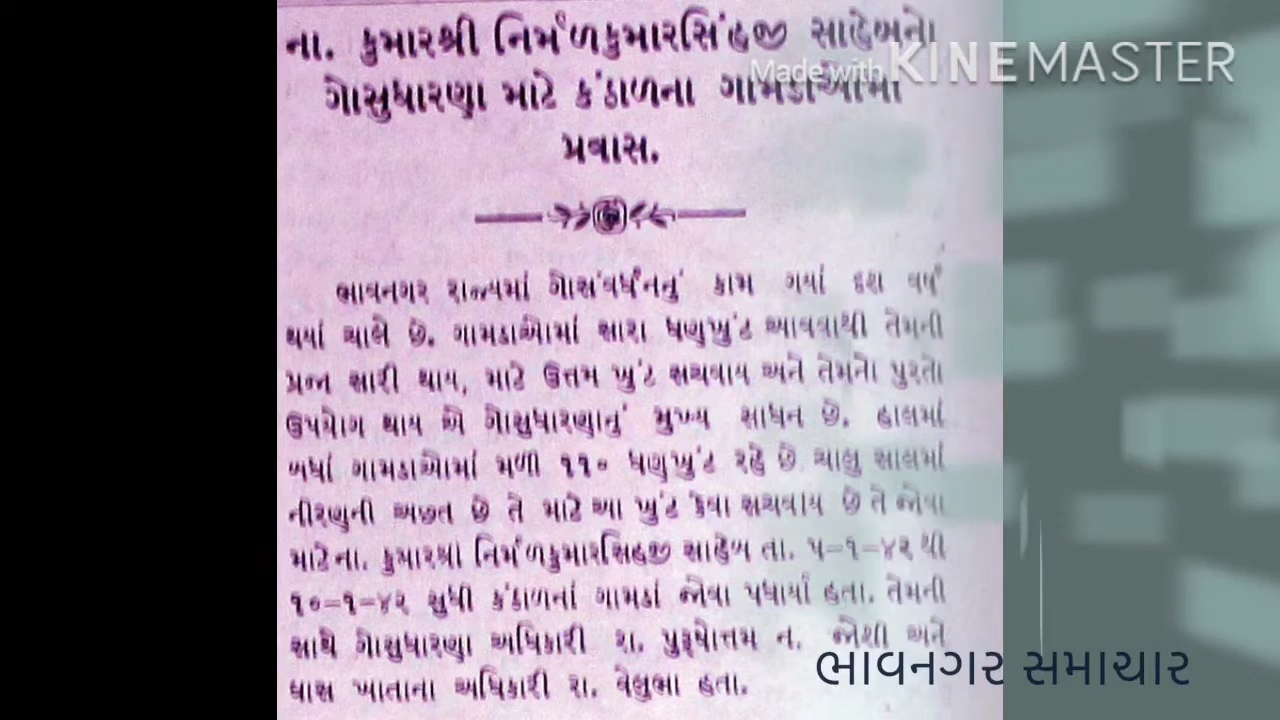 ના. કુમારશ્રી નિર્મળકુમારસિંહજી સાહેબનો
ગોસુધારણા માટે કંઠાળના ગામડાઓમાં
પ્રવાસ.
Made with KINEMASTER
ભાવનગર રાજ્યમાં ગોસંવર્ધનનું કામ ગયાં દશ વર્ષ
થયાં ચાલે છે. ગામડાઓમાં સારા ધણખુંટ આવવાથી તેમની
પ્રજા સારી થાય, માટે ઉત્તમ ખુંટ સચવાય અને તેમનો પુરતો
ઉપયોગ થાય એ ગોસુધારણાનું મુખ્ય સાધન છે. હાલમાં
બધાં ગામડાઓમાં મળી ૧૧૦ ધણખુંટ રહે છે ચાલુ સાલમાં
નીરણની અછત છે તે માટે આ ખુંટ કેવા સચવાય છે તે જોવા
માટે ના. કુમારશ્રી નિર્મળકુમારસિંહજી સાહેબ તા. ૫–૧–૪૨ થી
૧૦–૧–૪૨ સુધી કંઠાળનાં ગામડાં જોવા પધાર્યા હતા. તેમની
સાથે ગોસુધારણા અધિકારી રા. પુરૂષોત્તમ ન. જોશી અને
ઘાસ ખાતાના અધિકારી રા. વેલુભા હતા.
ભાવનગર સમાચાર